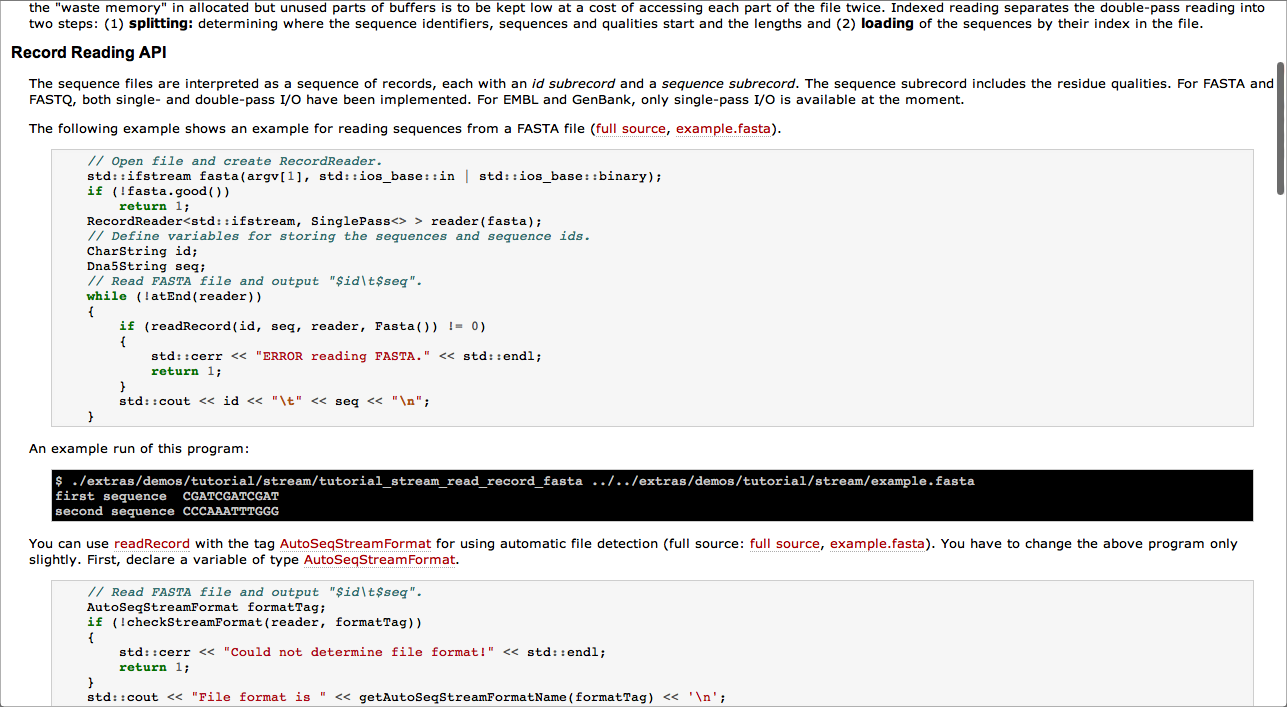 the "waste memory" in allocated but unused parts of buffers is to be kept low at a cost of accessing each part of the file twice. Indexed reading separates the double-pass reading into
two steps: (1) splitting: determining where the sequence identifiers, sequences and qualities start and the lengths and (2) loading of the sequences by their index in the file.
Record Reading API
The sequence files are interpreted as a sequence of records, each with an id subrecord and a sequence subrecord. The sequence subrecord includes the residue qualities. For FASTA and
FASTQ, both single- and double-pass I/O have been implemented. For EMBL and GenBank, only single-pass I/O is available at the moment.
The following example shows an example for reading sequences from a FASTA file (full source, example.fasta).
// Open file and create RecordReader.
std::ifstream fasta(argv[1], std::ios_base::in | std::ios_base::binary);
if (!fasta.good())
return 1;
RecordReader<std::ifstream, SinglePass<> > reader(fasta);
// Define variables for storing the sequences and sequence ids.
CharString id;
Dna5String seq;
// Read FASTA file and output "$id\t$seq".
while (!atEnd(reader))
{
if (readRecord(id, seq, reader, Fasta()) != 0)
{
std::cerr << "ERROR reading FASTA." << std::endl;
return 1;
}
std::cout << id << "\t" << seq << "\n";
}
An example run of this program:
$ ./extras/demos/tutorial/stream/tutorial_stream_read_record_fasta ../../extras/demos/tutorial/stream/example.fasta
first sequence  CGATCGATCGAT
second sequence CCCAAATTTGGG
You can use readRecord with the tag AutoSeqStreamFormat for using automatic file detection (full source: full source, example.fasta). You have to change the above program only
slightly. First, declare a variable of type AutoSeqStreamFormat.
// Read FASTA file and output "$id\t$seq".
AutoSeqStreamFormat formatTag;
if (!checkStreamFormat(reader, formatTag))
{
std::cerr << "Could not determine file format!" << std::endl;
return 1;
}
std::cout << "File format is " << getAutoSeqStreamFormatName(formatTag) << '\n';